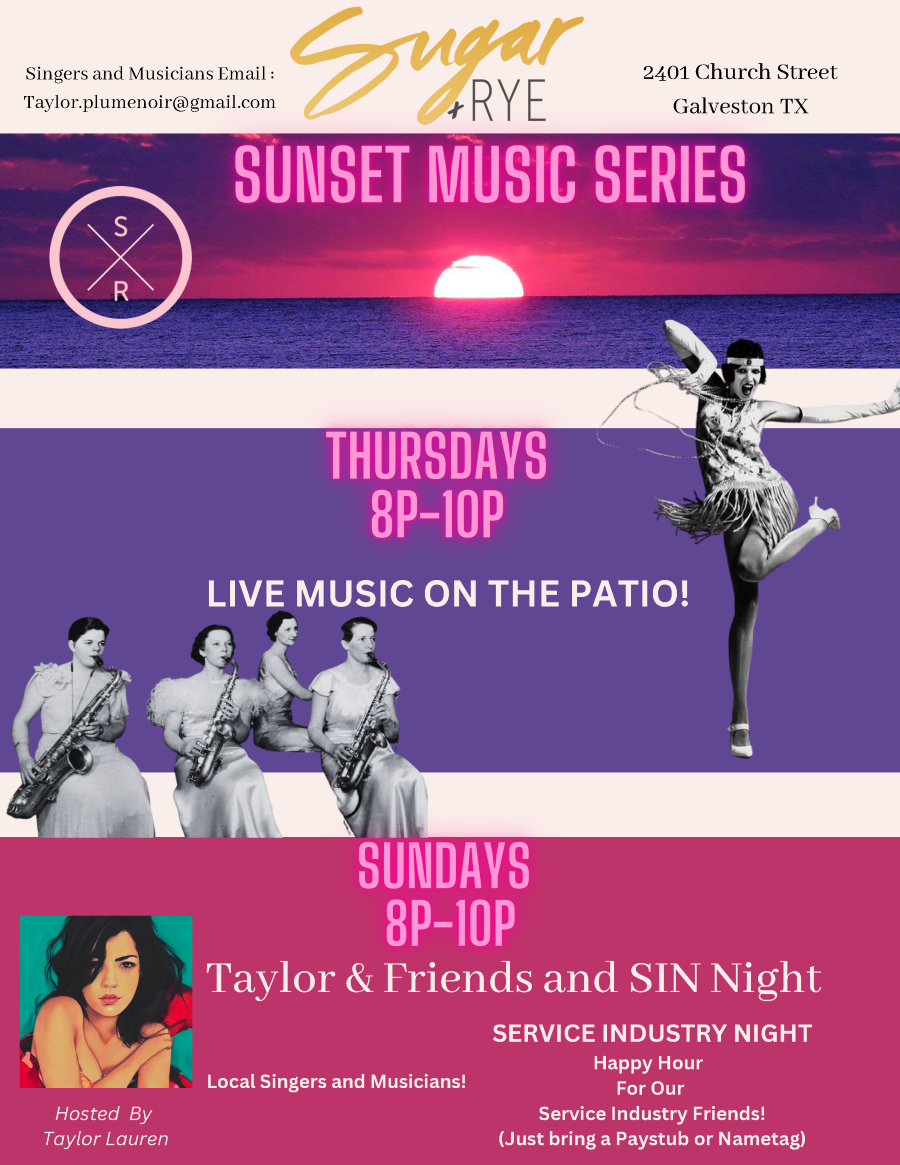 Sugar
+RYE
Singers and Musicians Email :
Taylor.plumenoir@gmail.com
2401 Church Street
Galveston TX
SUNSET MUSIC SERIES
S
R
THURSDAYS
8P-10P
LIVE MUSIC ON THE PATIO!
SUNDAYS
8P-10P
Taylor & Friends and SIN Night
SERVICE INDUSTRY NIGHT
Happy Hour
For Our
Service Industry Friends!
(Just bring a Paystub or Nametag)
Local Singers and Musicians!
Hosted By
Taylor Lauren